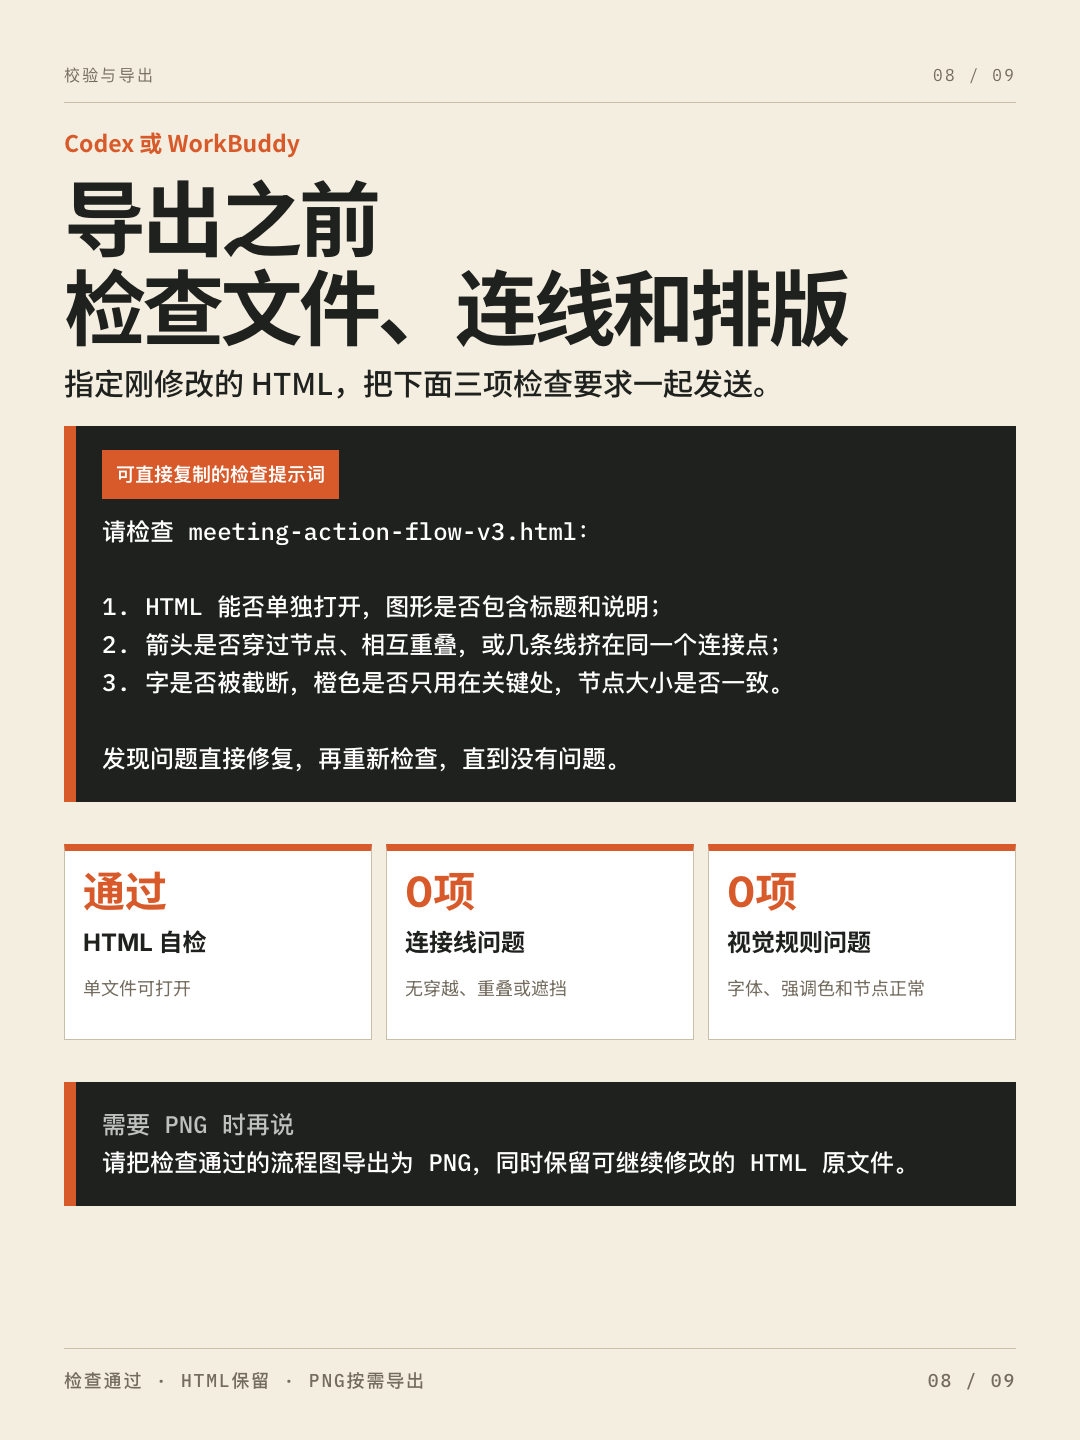 校验与导出
08 / 09
Codex 或 WorkBuddy
导出之前
检查文件、连线和排版
指定刚修改的 HTML，把下面三项检查要求一起发送。
可直接复制的检查提示词
请检查 meeting-action-flow-v3.html：
1. HTML 能否单独打开，图形是否包含标题和说明；
2. 箭头是否穿过节点、相互重叠，或几条线挤在同一个连接点；
3. 字是否被截断，橙色是否只用在关键处，节点大小是否一致。
发现问题直接修复，再重新检查，直到没有问题。
通过
HTML 自检
单文件可打开
0项
连接线问题
无穿越、重叠或遮挡
0项
视觉规则问题
字体、强调色和节点正常
需要 PNG 时再说
请把检查通过的流程图导出为 PNG，同时保留可继续修改的 HTML 原文件。
检查通过 · HTML保留 · PNG按需导出
08 / 09